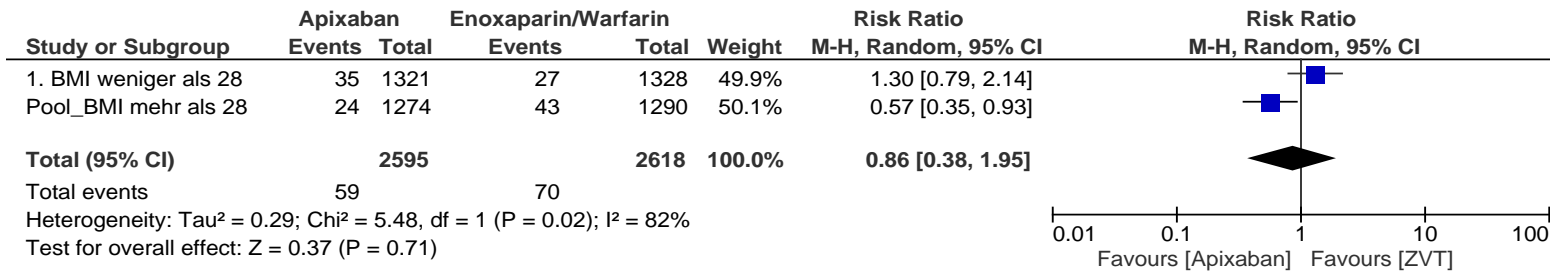 Apixaban Enoxaparin/Warfarin Risk Ratio Risk Ratio
Study or Subgroup Events Total Events Total Weight M-H, Random, 95% CI M-H, Random, 95% CI
1. BMI weniger als 28 35 1321 27 1328 49.9% 1.30 [0.79, 2.14]
Pool_BMI mehr als 28 24 1274 43 1290 50.1% 0.57 [0.35, 0.93]
Total (95% CI) 2595 2618 100.0% 0.86 [0.38, 1.95]
Total events 59 70
Heterogeneity: Tau² = 0.29; Chi² = 5.48, df = 1 (P = 0.02); I² = 82%
Test for overall effect: Z = 0.37 (P = 0.71)
0.01 0.1 1 10 100
Favours [Apixaban] Favours [ZVT]